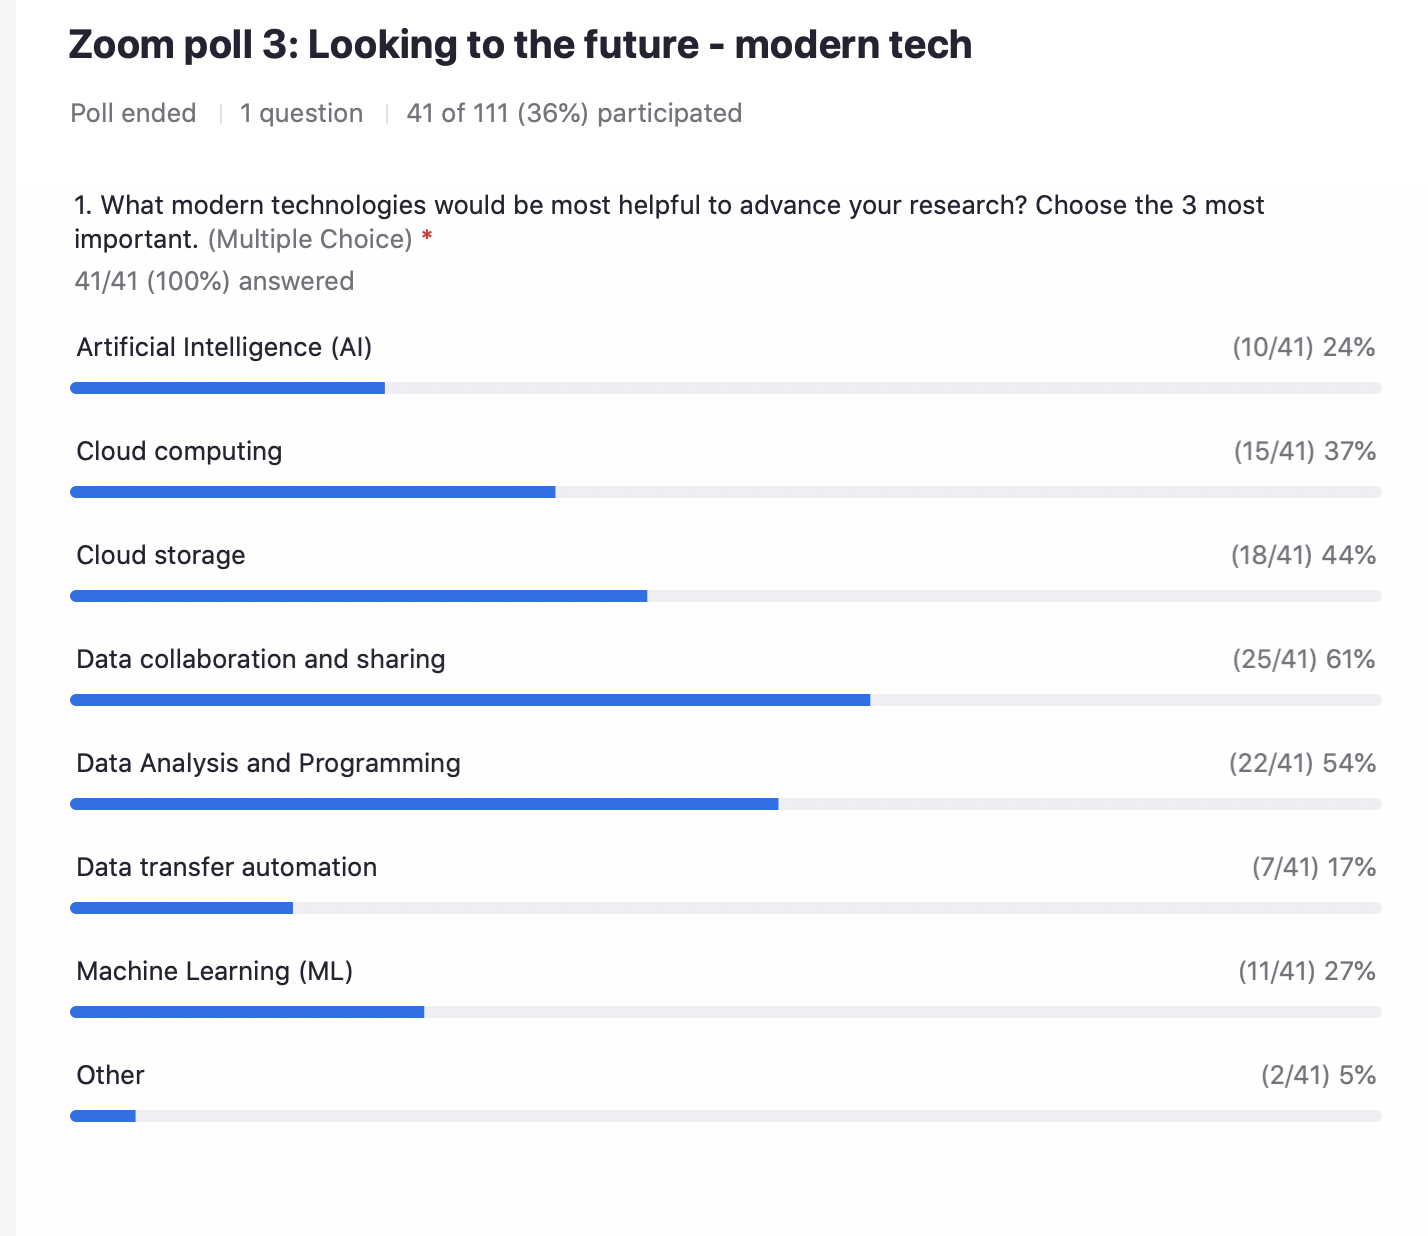 Zoom poll 3: Looking to the future - modern tech
Poll ended | 1 question | 41 of 111 (36%) participated
1. What modern technologies would be most helpful to advance your research? Choose the 3 most
important. (Multiple Choice) *
41/41 (100%) answered
Artificial Intelligence (AI) (10/41) 24%
Cloud computing (15/41) 37%
Cloud storage (18/41) 44%
Data collaboration and sharing (25/41) 61%
Data Analysis and Programming (22/41) 54%
Data transfer automation (7/41) 17%
Machine Learning (ML) (11/41) 27%
Other (2/41) 5%